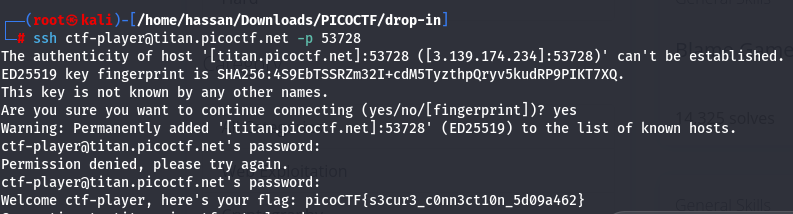 (root㉿kali)-[/home/hassan/Downloads/PICOCTF/drop-in]
# ssh ctf-player@titan.picoctf.net -p 53728
The authenticity of host '[titan.picoctf.net]:53728 ([3.139.174.234]:53728)' can't be established.
ED25519 key fingerprint is SHA256:4S9EbTSSRZm32I+cdM5TyzthpQryv5kudRP9PIKT7XQ.
This key is not known by any other names.
Are you sure you want to continue connecting (yes/no/[fingerprint])? yes
Warning: Permanently added '[titan.picoctf.net]:53728' (ED25519) to the list of known hosts.
ctf-player@titan.picoctf.net's password:
Permission denied, please try again.
ctf-player@titan.picoctf.net's password:
Welcome ctf-player, here's your flag: picoCTF{s3cur3_c0nn3ct10n_5d09a462}